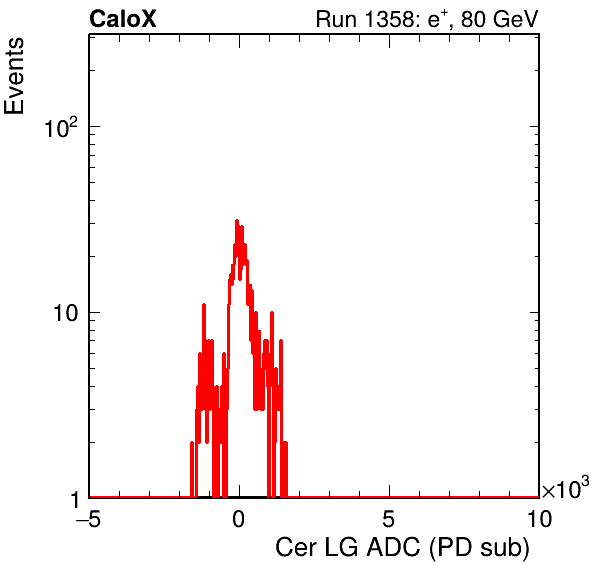 CaloX Run 1358: e⁺, 80 GeV
Events
10²
10
1
−5 0 5 10
×10³
Cer LG ADC (PD sub)